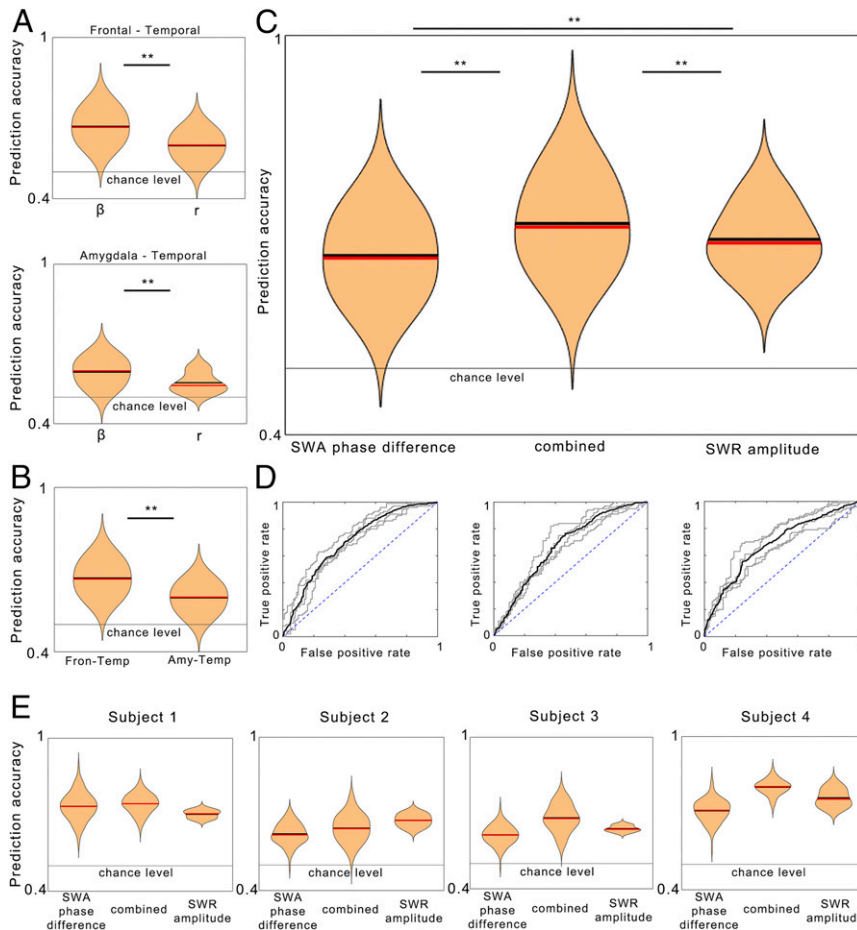 A
Frontal - Temporal
1
**
Prediction accuracy
chance level
0.4
β
r
Amygdala - Temporal
1
**
Prediction accuracy
chance level
0.4
β
r
B
1
**
Prediction accuracy
chance level
0.4
Fron-Temp
Amy-Temp
C
**
1
**
**
Prediction accuracy
chance level
0.4
SWA phase difference
combined
SWR amplitude
D
1
True positive rate
0
False positive rate
1
1
True positive rate
0
False positive rate
1
1
True positive rate
0
False positive rate
E
Subject 1
Subject 2
Subject 3
Subject 4
1
1
1
1
Prediction accuracy
chance level
chance level
chance level
chance level
0.4
0.4
0.4
0.4
SWA phase difference
combined
SWR amplitude
SWA phase difference
combined
SWR amplitude
SWA phase difference
combined
SWR amplitude
SWA phase difference
combined
SWR amplitude